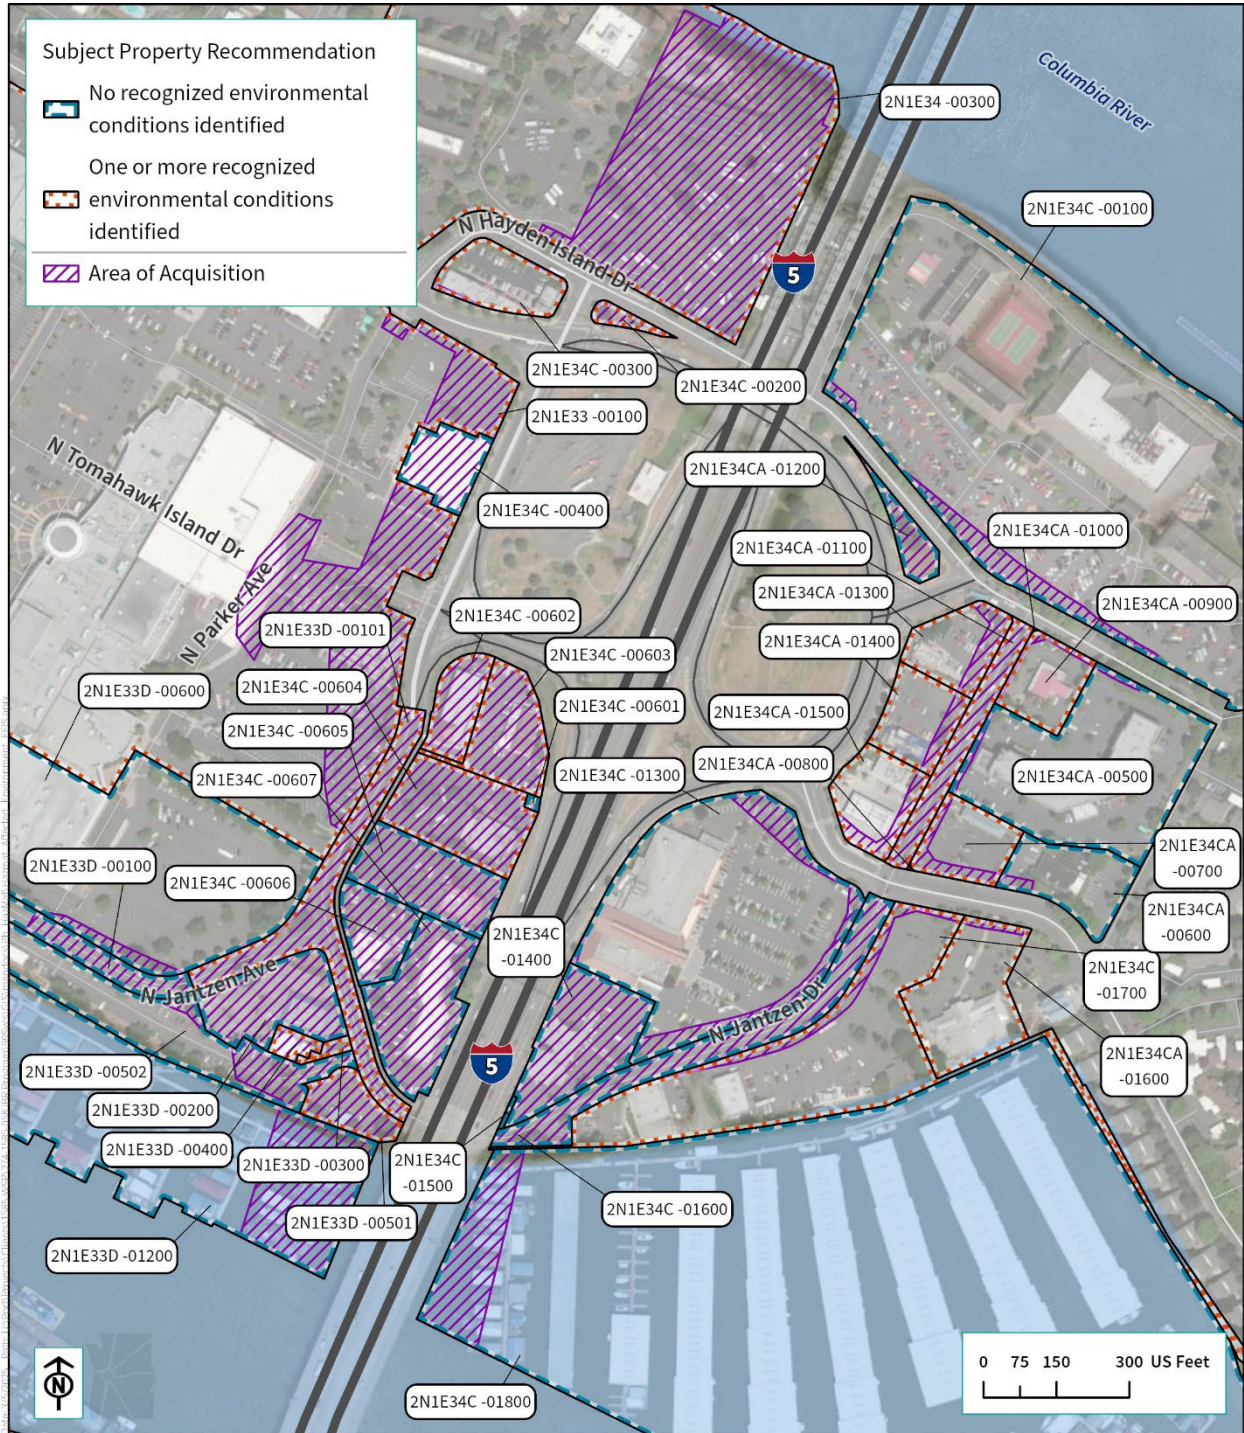 Subject Property Recommendation
No recognized environmental
conditions identified
One or more recognized
environmental conditions
identified
Area of Acquisition
Columbia River
2N1E34 -00300
2N1E34C -00100
N Hayden-Island-Dr
5
2N1E34C -00300
2N1E34C -00200
2N1E33 -00100
N Tomahawk Island Dr
2N1E34CA -01200
2N1E34C -00400
2N1E34CA -01000
2N1E34CA -01100
2N1E34CA -01300
2N1E34CA -00900
N Parker Ave
2N1E34C -00602
2N1E33D -00101
2N1E34CA -01400
2N1E34C -00603
2N1E33D -00600
2N1E34C -00604
2N1E34C -00601
2N1E34CA -01500
2N1E34C -00605
2N1E34C -01300
2N1E34CA -00800
2N1E34CA -00500
2N1E34C -00607
2N1E34CA
-00700
2N1E33D -00100
2N1E34C -00606
2N1E34CA
-00600
2N1E34C
-01400
2N1E34C
-01700
N Jantzen Ave
N Jantzen-Dr
5
2N1E34CA
-01600
2N1E33D -00502
2N1E33D -00200
2N1E33D -00400
2N1E33D -00300
2N1E34C
-01500
2N1E34C -01600
2N1E33D -00501
2N1E33D -01200
N
2N1E34C -01800
0 75 150 300 US Feet